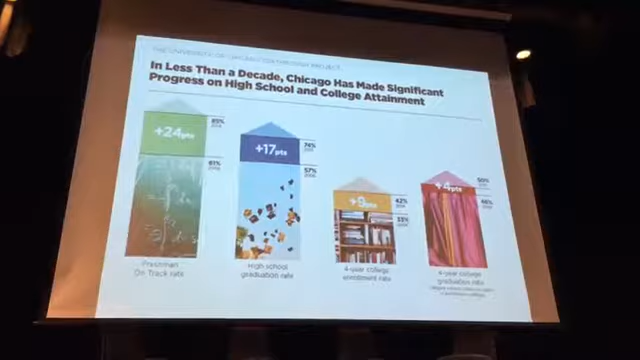 In Less Than a Decade, Chicago Has Made Significant
Progress on High School and College Attainment
+24pts
85%
61%
Freshman
On Track rate
+17pts
74%
57%
High school
graduation rate
+9pts
42%
33%
4-year college
enrollment rate
+4pts
50%
46%
4-year college
graduation rate